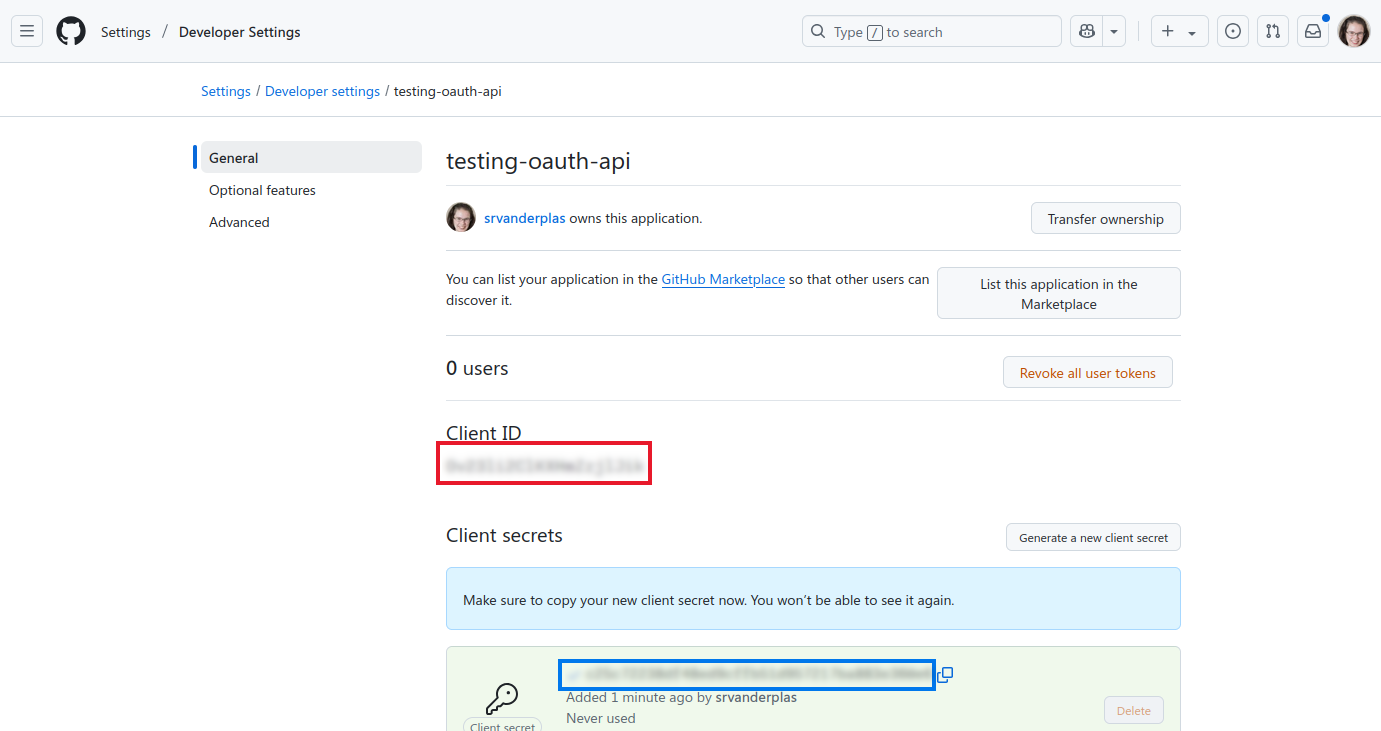 Settings / Developer Settings
Type / to search
Settings / Developer settings / testing-oauth-api
General
Optional features
Advanced
testing-oauth-api
srvanderplas owns this application.
Transfer ownership
You can list your application in the GitHub Marketplace so that other users can
discover it.
List this application in the
Marketplace
0 users
Revoke all user tokens
Client ID
Client secrets
Generate a new client secret
Make sure to copy your new client secret now. You won’t be able to see it again.
Added 1 minute ago by srvanderplas
Never used
Client secret
Delete